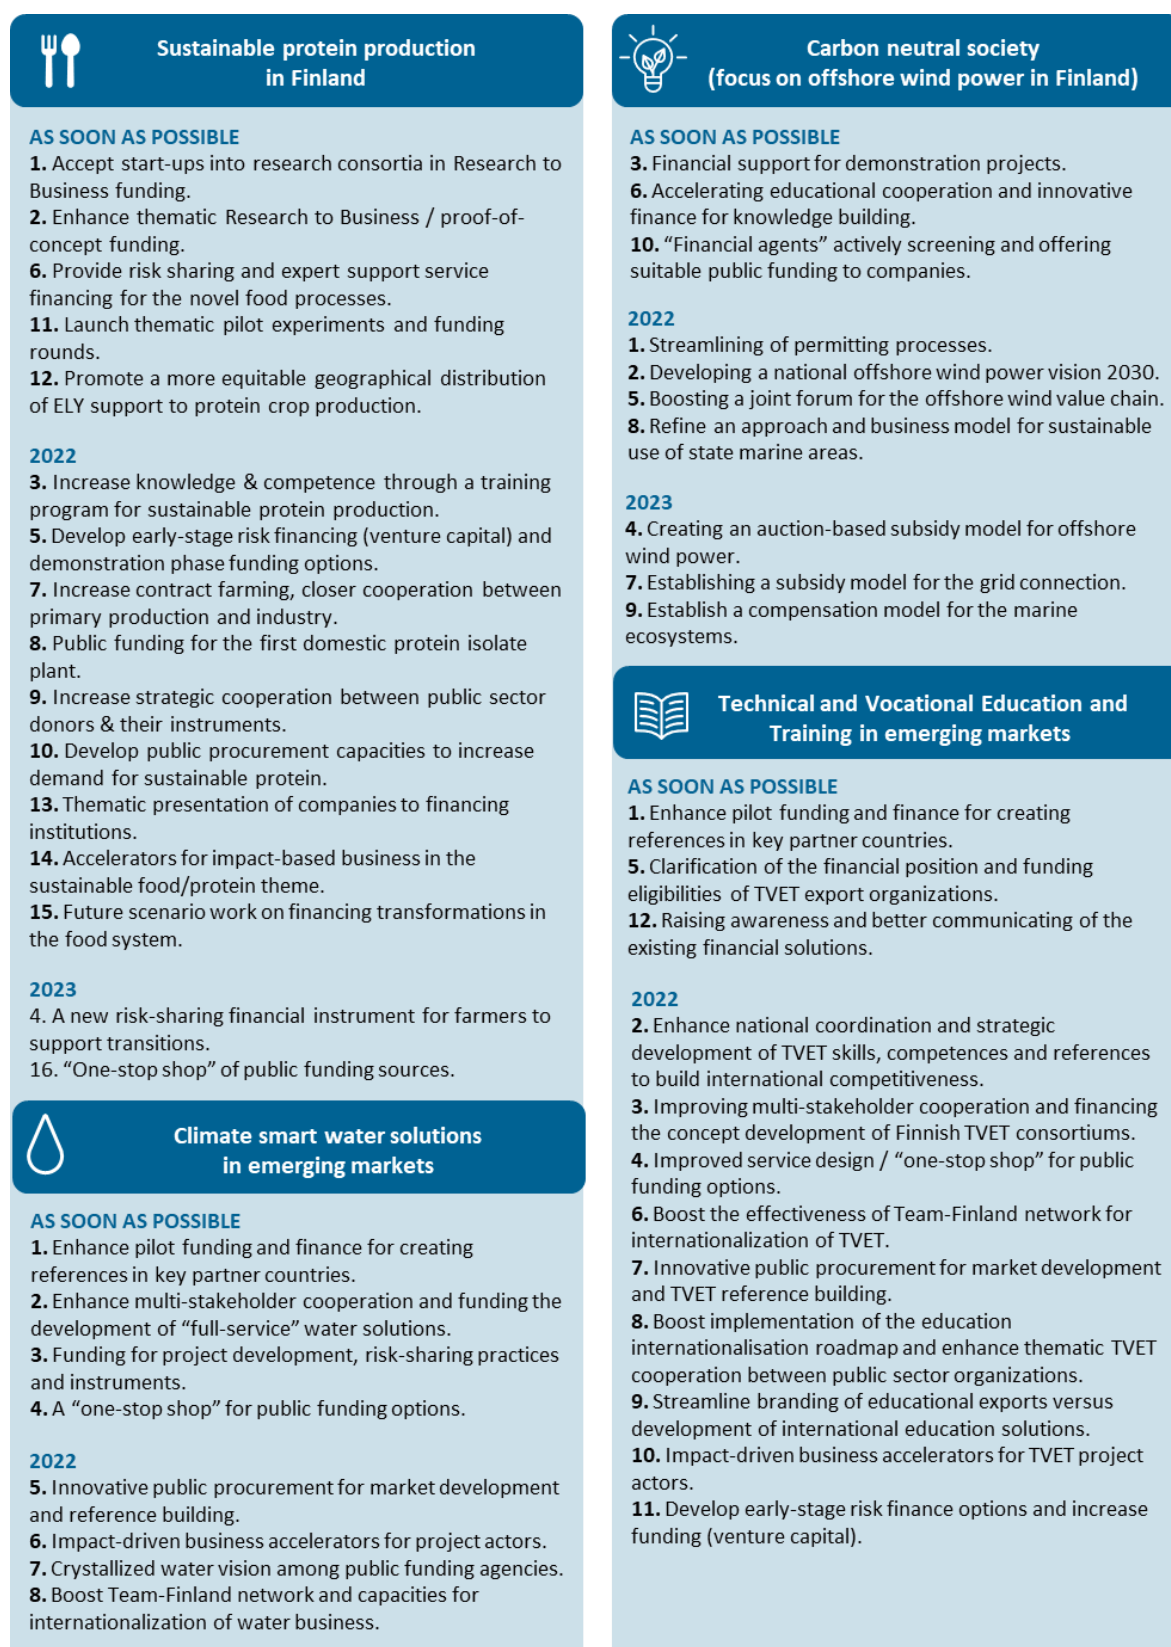 Sustainable protein production
in Finland
AS SOON AS POSSIBLE
1. Accept start-ups into research consortia in Research to
Business funding.
2. Enhance thematic Research to Business / proof-of-
concept funding.
6. Provide risk sharing and expert support service
financing for the novel food processes.
11. Launch thematic pilot experiments and funding
rounds.
12. Promote a more equitable geographical distribution
of ELY support to protein crop production.
2022
3. Increase knowledge & competence through a training
program for sustainable protein production.
5. Develop early-stage risk financing (venture capital) and
demonstration phase funding options.
7. Increase contract farming, closer cooperation between
primary production and industry.
8. Public funding for the first domestic protein isolate
plant.
9. Increase strategic cooperation between public sector
donors & their instruments.
10. Develop public procurement capacities to increase
demand for sustainable protein.
13. Thematic presentation of companies to financing
institutions.
14. Accelerators for impact-based business in the
sustainable food/protein theme.
15. Future scenario work on financing transformations in
the food system.
2023
4. A new risk-sharing financial instrument for farmers to
support transitions.
16. “One-stop shop” of public funding sources.
Climate smart water solutions
in emerging markets
AS SOON AS POSSIBLE
1. Enhance pilot funding and finance for creating
references in key partner countries.
2. Enhance multi-stakeholder cooperation and funding the
development of “full-service” water solutions.
3. Funding for project development, risk-sharing practices
and instruments.
4. A “one-stop shop” for public funding options.
2022
5. Innovative public procurement for market development
and reference building.
6. Impact-driven business accelerators for project actors.
7. Crystallized water vision among public funding agencies.
8. Boost Team-Finland network and capacities for
internationalization of water business.
Carbon neutral society
(focus on offshore wind power in Finland)
AS SOON AS POSSIBLE
3. Financial support for demonstration projects.
6. Accelerating educational cooperation and innovative
finance for knowledge building.
10. “Financial agents” actively screening and offering
suitable public funding to companies.
2022
1. Streamlining of permitting processes.
2. Developing a national offshore wind power vision 2030.
5. Boosting a joint forum for the offshore wind value chain.
8. Refine an approach and business model for sustainable
use of state marine areas.
2023
4. Creating an auction-based subsidy model for offshore
wind power.
7. Establishing a subsidy model for the grid connection.
9. Establish a compensation model for the marine
ecosystems.
Technical and Vocational Education and
Training in emerging markets
AS SOON AS POSSIBLE
1. Enhance pilot funding and finance for creating
references in key partner countries.
5. Clarification of the financial position and funding
eligibilities of TVET export organizations.
12. Raising awareness and better communicating of the
existing financial solutions.
2022
2. Enhance national coordination and strategic
development of TVET skills, competences and references
to build international competitiveness.
3. Improving multi-stakeholder cooperation and financing
the concept development of Finnish TVET consortiums.
4. Improved service design / “one-stop shop” for public
funding options.
6. Boost the effectiveness of Team-Finland network for
internationalization of TVET.
7. Innovative public procurement for market development
and TVET reference building.
8. Boost implementation of the education
internationalisation roadmap and enhance thematic TVET
cooperation between public sector organizations.
9. Streamline branding of educational exports versus
development of international education solutions.
10. Impact-driven business accelerators for TVET project
actors.
11. Develop early-stage risk finance options and increase
funding (venture capital).